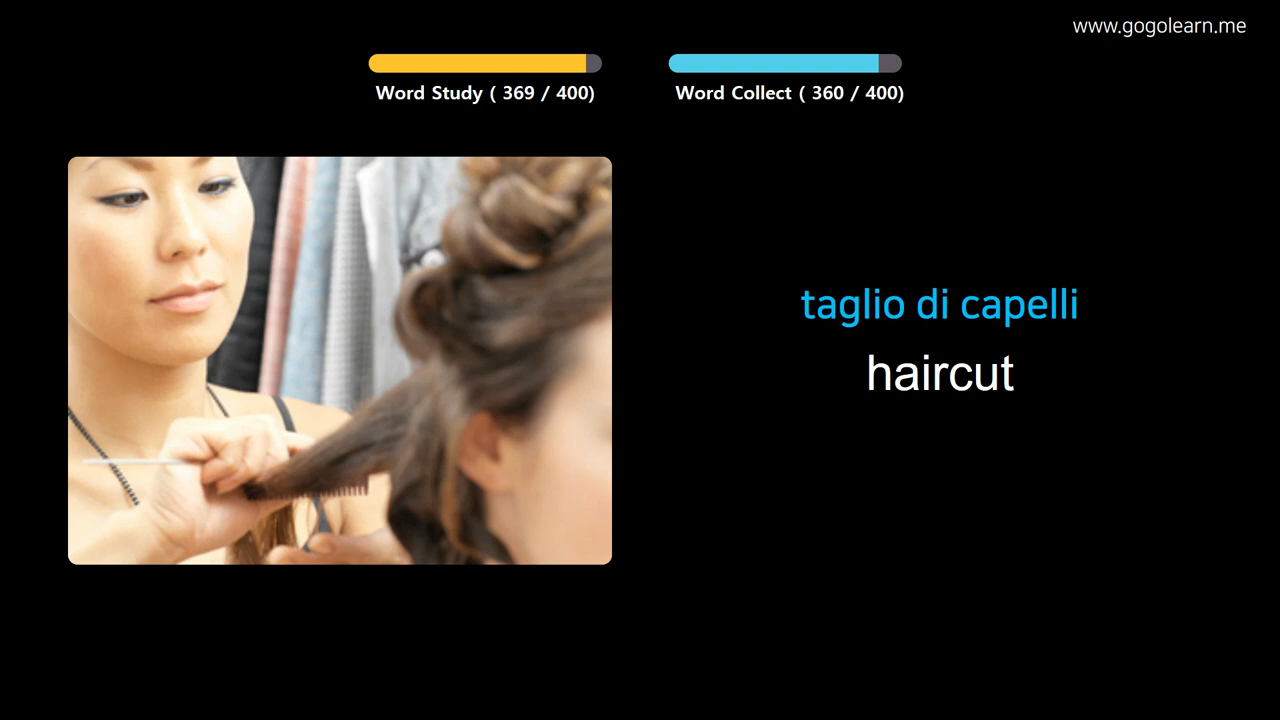 www.gogolearn.me
Word Study ( 369 / 400)
Word Collect ( 360 / 400)
taglio di capelli
haircut